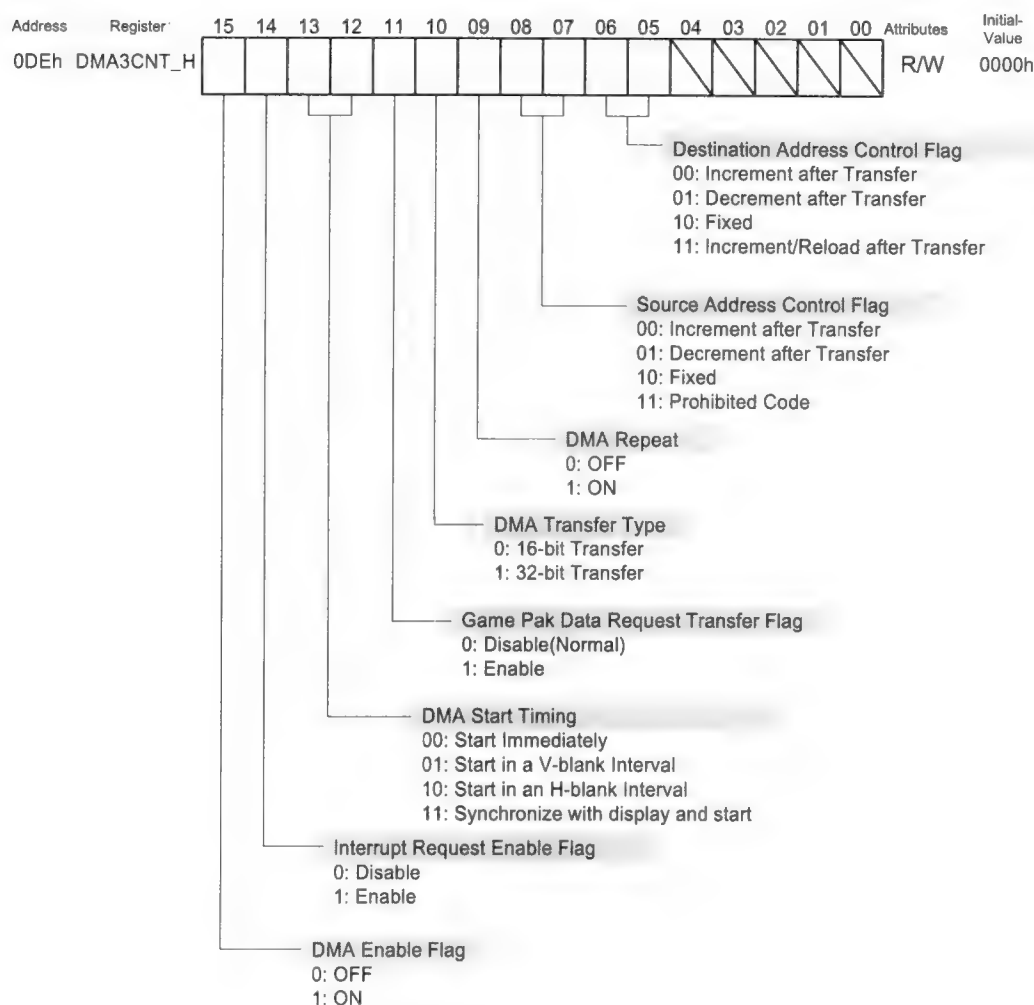 Address Register 15 14 13 12 11 10 09 08 07 06 05 04 03 02 01 00 Attributes Initial-Value
0DEh DMA3CNT_H R/W 0000h
Destination Address Control Flag
00: Increment after Transfer
01: Decrement after Transfer
10: Fixed
11: Increment/Reload after Transfer
Source Address Control Flag
00: Increment after Transfer
01: Decrement after Transfer
10: Fixed
11: Prohibited Code
DMA Repeat
0: OFF
1: ON
DMA Transfer Type
0: 16-bit Transfer
1: 32-bit Transfer
Game Pak Data Request Transfer Flag
0: Disable(Normal)
1: Enable
DMA Start Timing
00: Start Immediately
01: Start in a V-blank Interval
10: Start in an H-blank Interval
11: Synchronize with display and start
Interrupt Request Enable Flag
0: Disable
1: Enable
DMA Enable Flag
0: OFF
1: ON